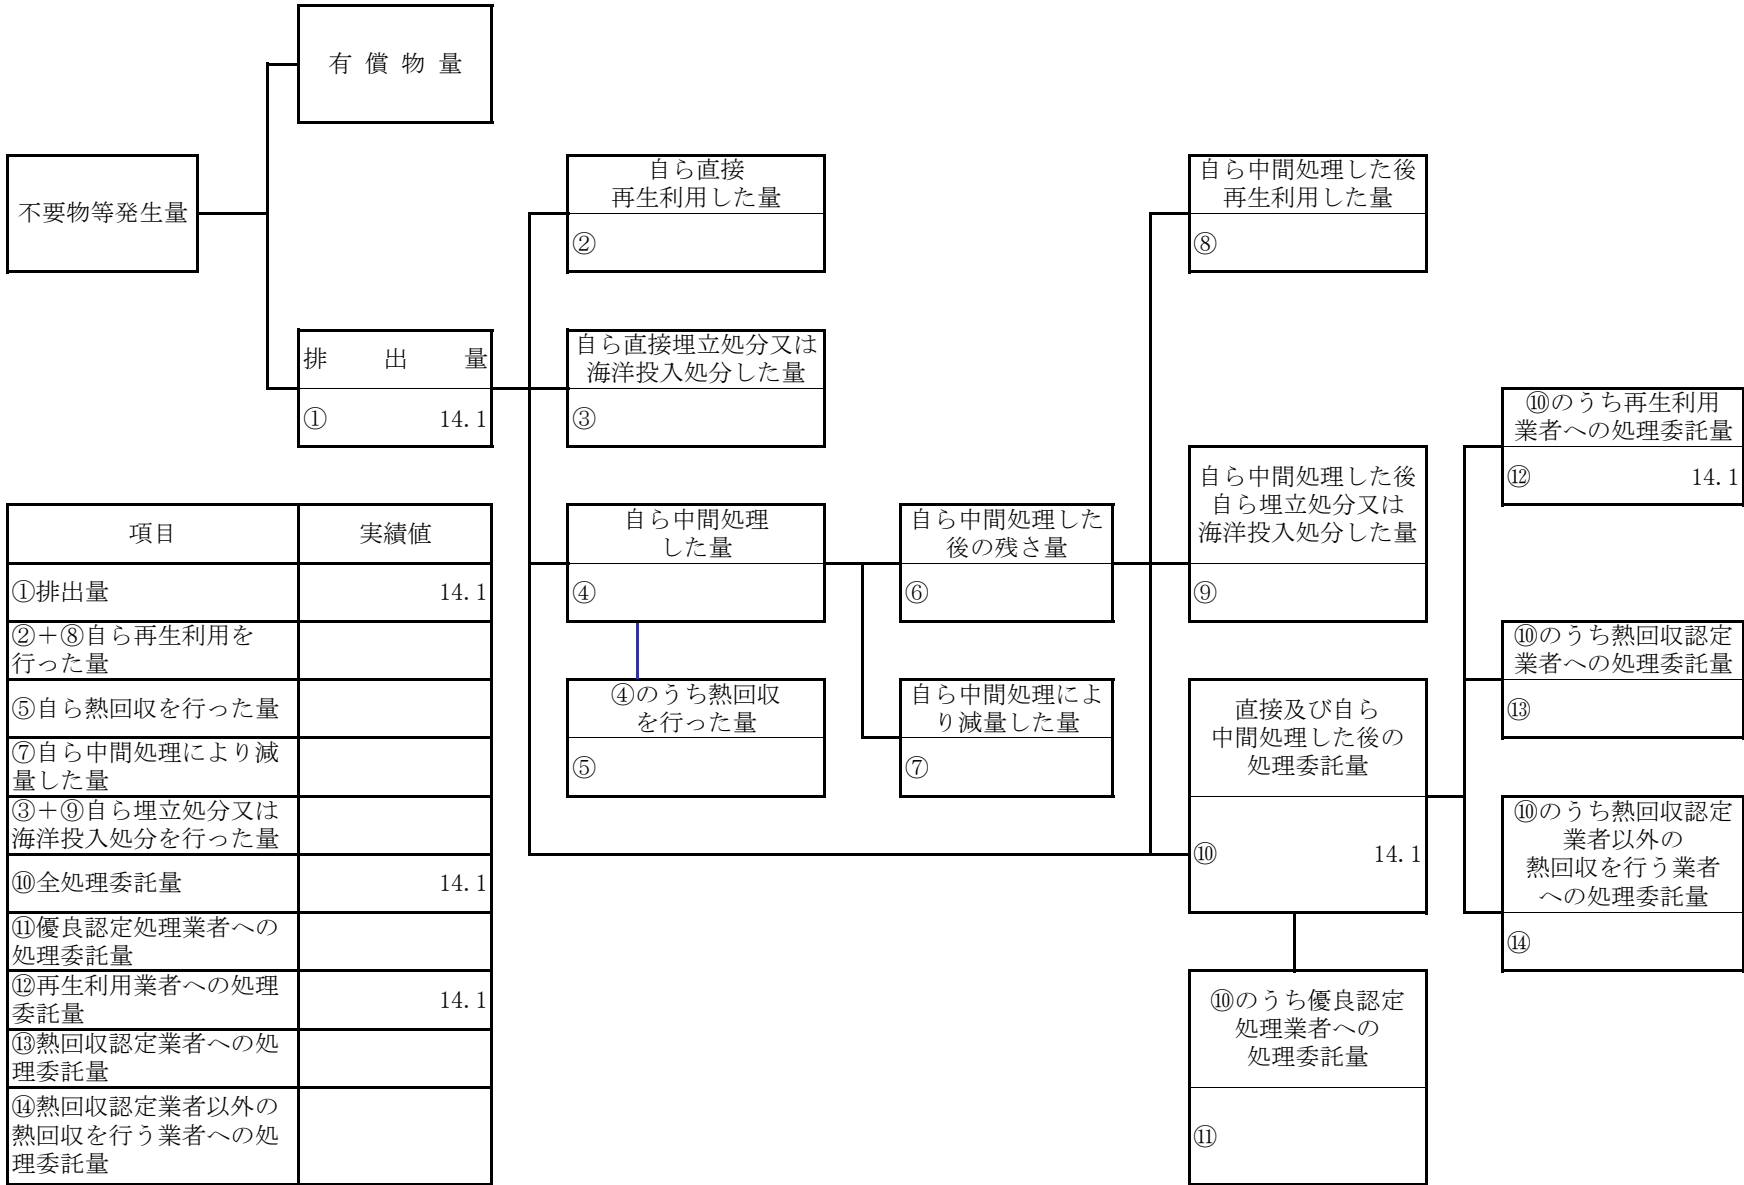 有 償 物 量
不要物等発生量
自ら直接
再生利用した量
②
自ら中間処理した後
再生利用した量
⑧
排 出 量
① 14.1
自ら直接埋立処分又は
海洋投入処分した量
③
⑩のうち再生利用
業者への処理委託量
⑫ 14.1
自ら中間処理
した量
④
自ら中間処理した
後の残さ量
⑥
自ら中間処理した後
自ら埋立処分又は
海洋投入処分した量
⑨
⑩のうち熱回収認定
業者への処理委託量
⑬
④のうち熱回収
を行った量
⑤
自ら中間処理によ
り減量した量
⑦
直接及び自ら
中間処理した後の
処理委託量
⑩ 14.1
⑩のうち熱回収認定
業者以外の
熱回収を行う業者
への処理委託量
⑭
⑩のうち優良認定
処理業者への
処理委託量
⑪
項目 実績値
①排出量 14.1
②+⑧自ら再生利用を
行った量
⑤自ら熱回収を行った量
⑦自ら中間処理により減
量した量
③+⑨自ら埋立処分又は
海洋投入処分を行った量
⑩全処理委託量 14.1
⑪優良認定処理業者への
処理委託量
⑫再生利用業者への処理
委託量 14.1
⑬熱回収認定業者への処
理委託量
⑭熱回収認定業者以外の
熱回収を行う業者への処
理委託量